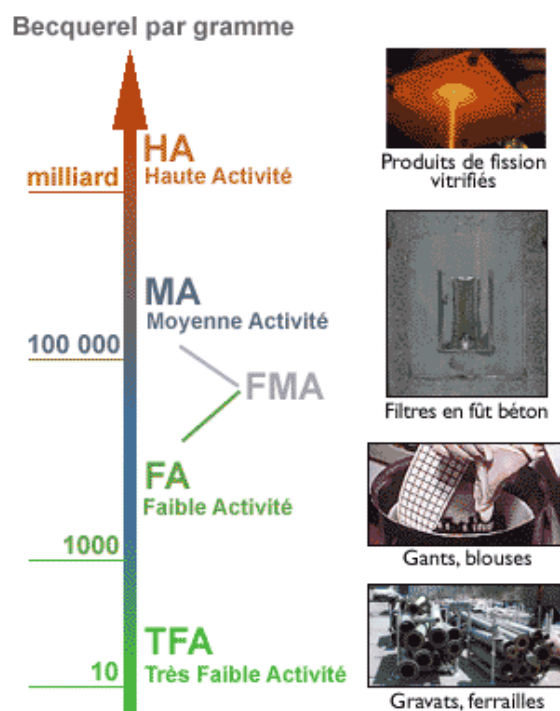 Becquerel par gramme
HA
Haute Activité
milliard
Produits de fission
vitrifiés
MA
Moyenne Activité
100 000
FMA
Filtres en fût béton
FA
Faible Activité
1000
Gants, blouses
TFA
Très Faible Activité
10
Gravats, ferrailles